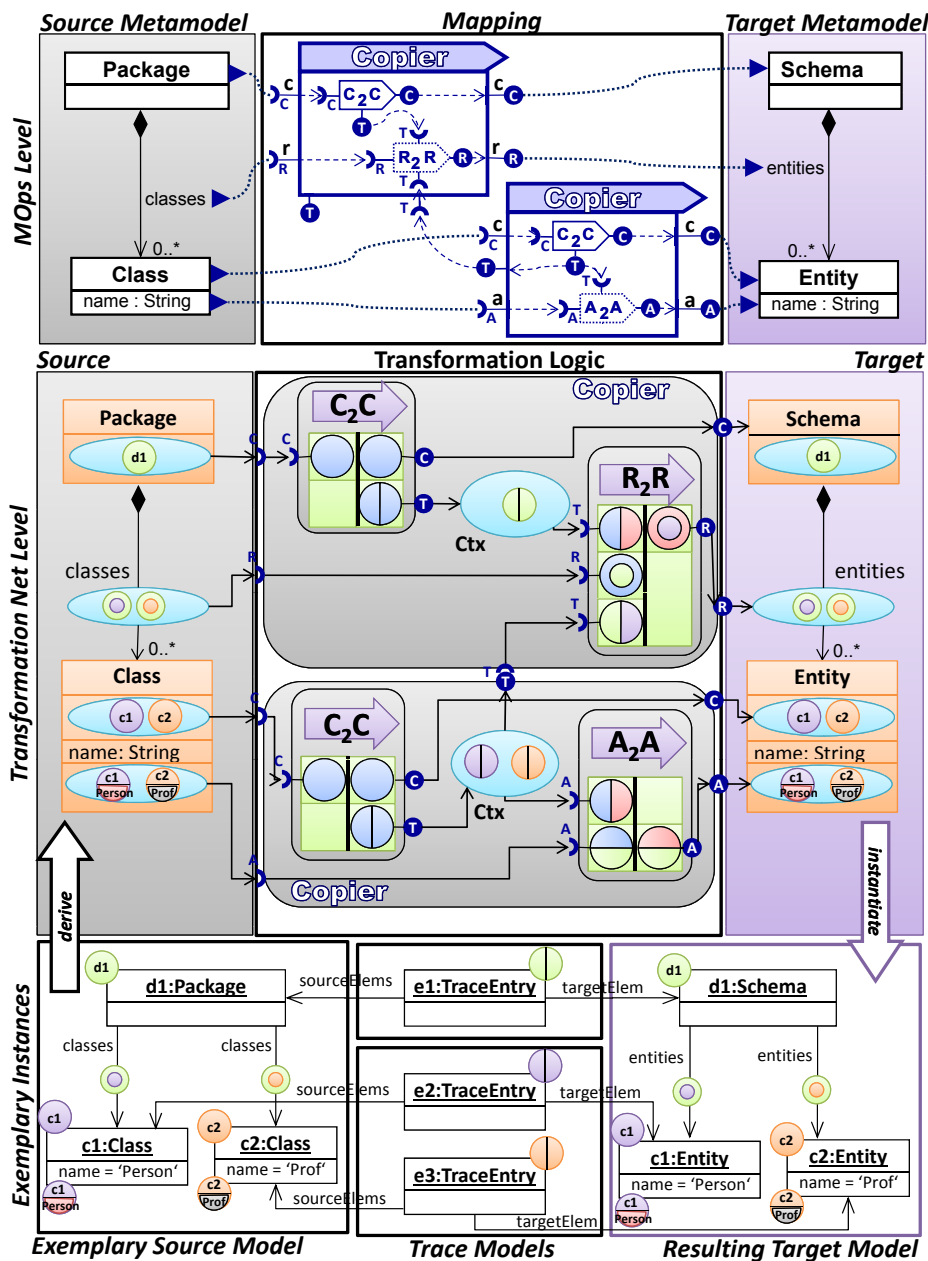 Source Metamodel
Mapping
Target Metamodel
MOps Level
Package
classes
0..*
Class
name : String
Copier
c
C
C
C2C
C
c
C
T
T
r
R
R
R2R
R
r
R
T
T
T
Copier
c
C
C
C2C
C
c
C
T
T
T
a
A
A
A2A
A
a
A
Schema
entities
0..*
Entity
name : String
Source
Transformation Logic
Target
Transformation Net Level
Package
d1
classes
0..*
Class
c1
c2
name: String
c1
Person
c2
Prof
Copier
C2C
C
C
C
T
Ctx
R2R
T
R
T
R
R
C
R
T
T
C2C
C
C
C
T
Ctx
A2A
A
A
A
A
C
A
Copier
Schema
d1
entities
0..*
Entity
c1
c2
name: String
c1
Person
c2
Prof
derive
instantiate
Exemplary Instances
d1
d1:Package
classes
classes
c1
c1:Class
name = ‘Person‘
c1
Person
c2
c2:Class
name = ‘Prof‘
c2
Prof
sourceElems
e1:TraceEntry
targetElem
sourceElems
e2:TraceEntry
targetElem
e3:TraceEntry
sourceElems
targetElem
d1
d1:Schema
entities
entities
c1
c1:Entity
name = ‘Person‘
c1
Person
c2
c2:Entity
name = ‘Prof‘
c2
Prof
Exemplary Source Model
Trace Models
Resulting Target Model